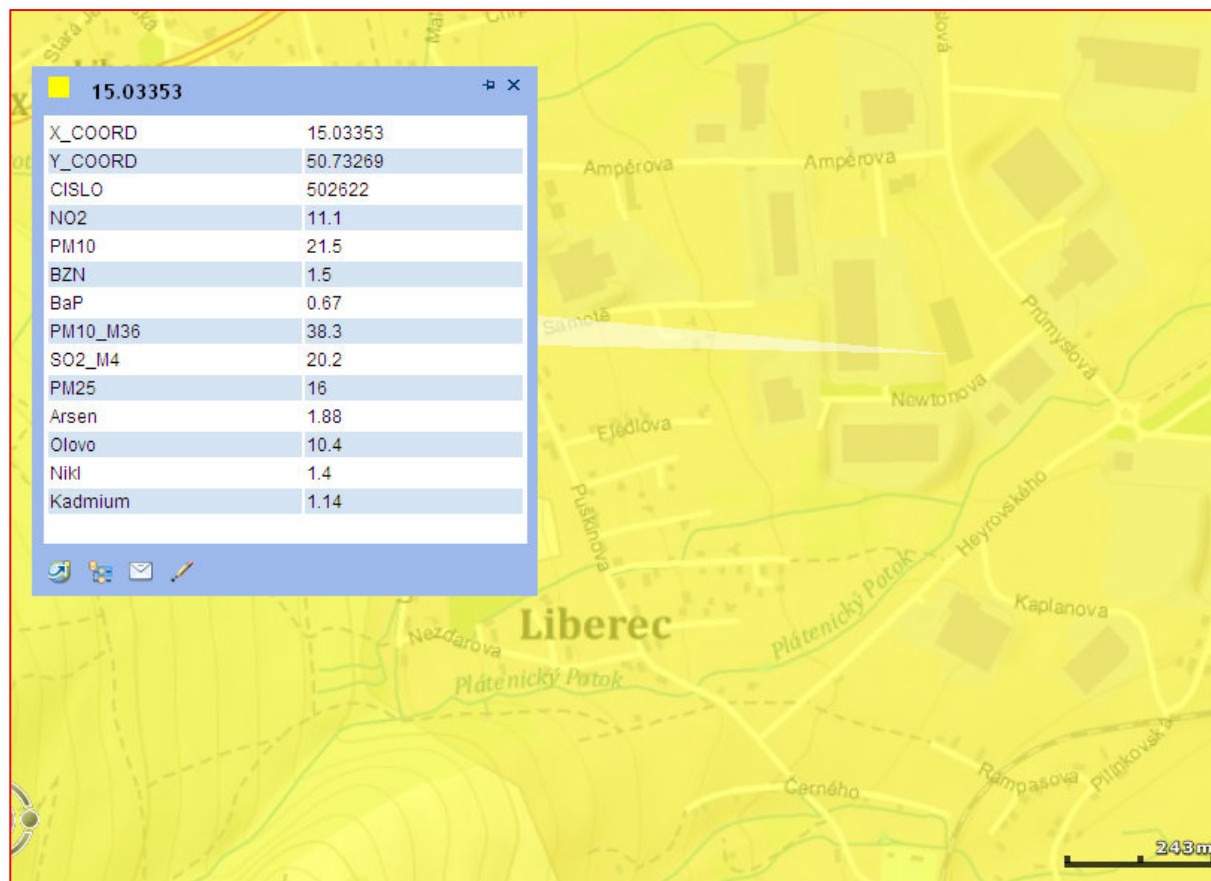 Stará
Liberec
15.03353
X_COORD 15.03353
Y_COORD 50.73269
CISLO 502622
NO2 11.1
PM10 21.5
BZN 1.5
BaP 0.67
PM10_M36 38.3
SO2_M4 20.2
PM25 16
Arsen 1.88
Olovo 10.4
Nikl 1.4
Kadmium 1.14
Ampérova
Ampérova
Samotě
Průmyslová
Newtonova
Puškinova
Heyrovského
Kaplanova
Liberec
Nezdarova
Plátenický Potok
Plátenický Potok
Rampasova
Pilínkovská
Černého
243m